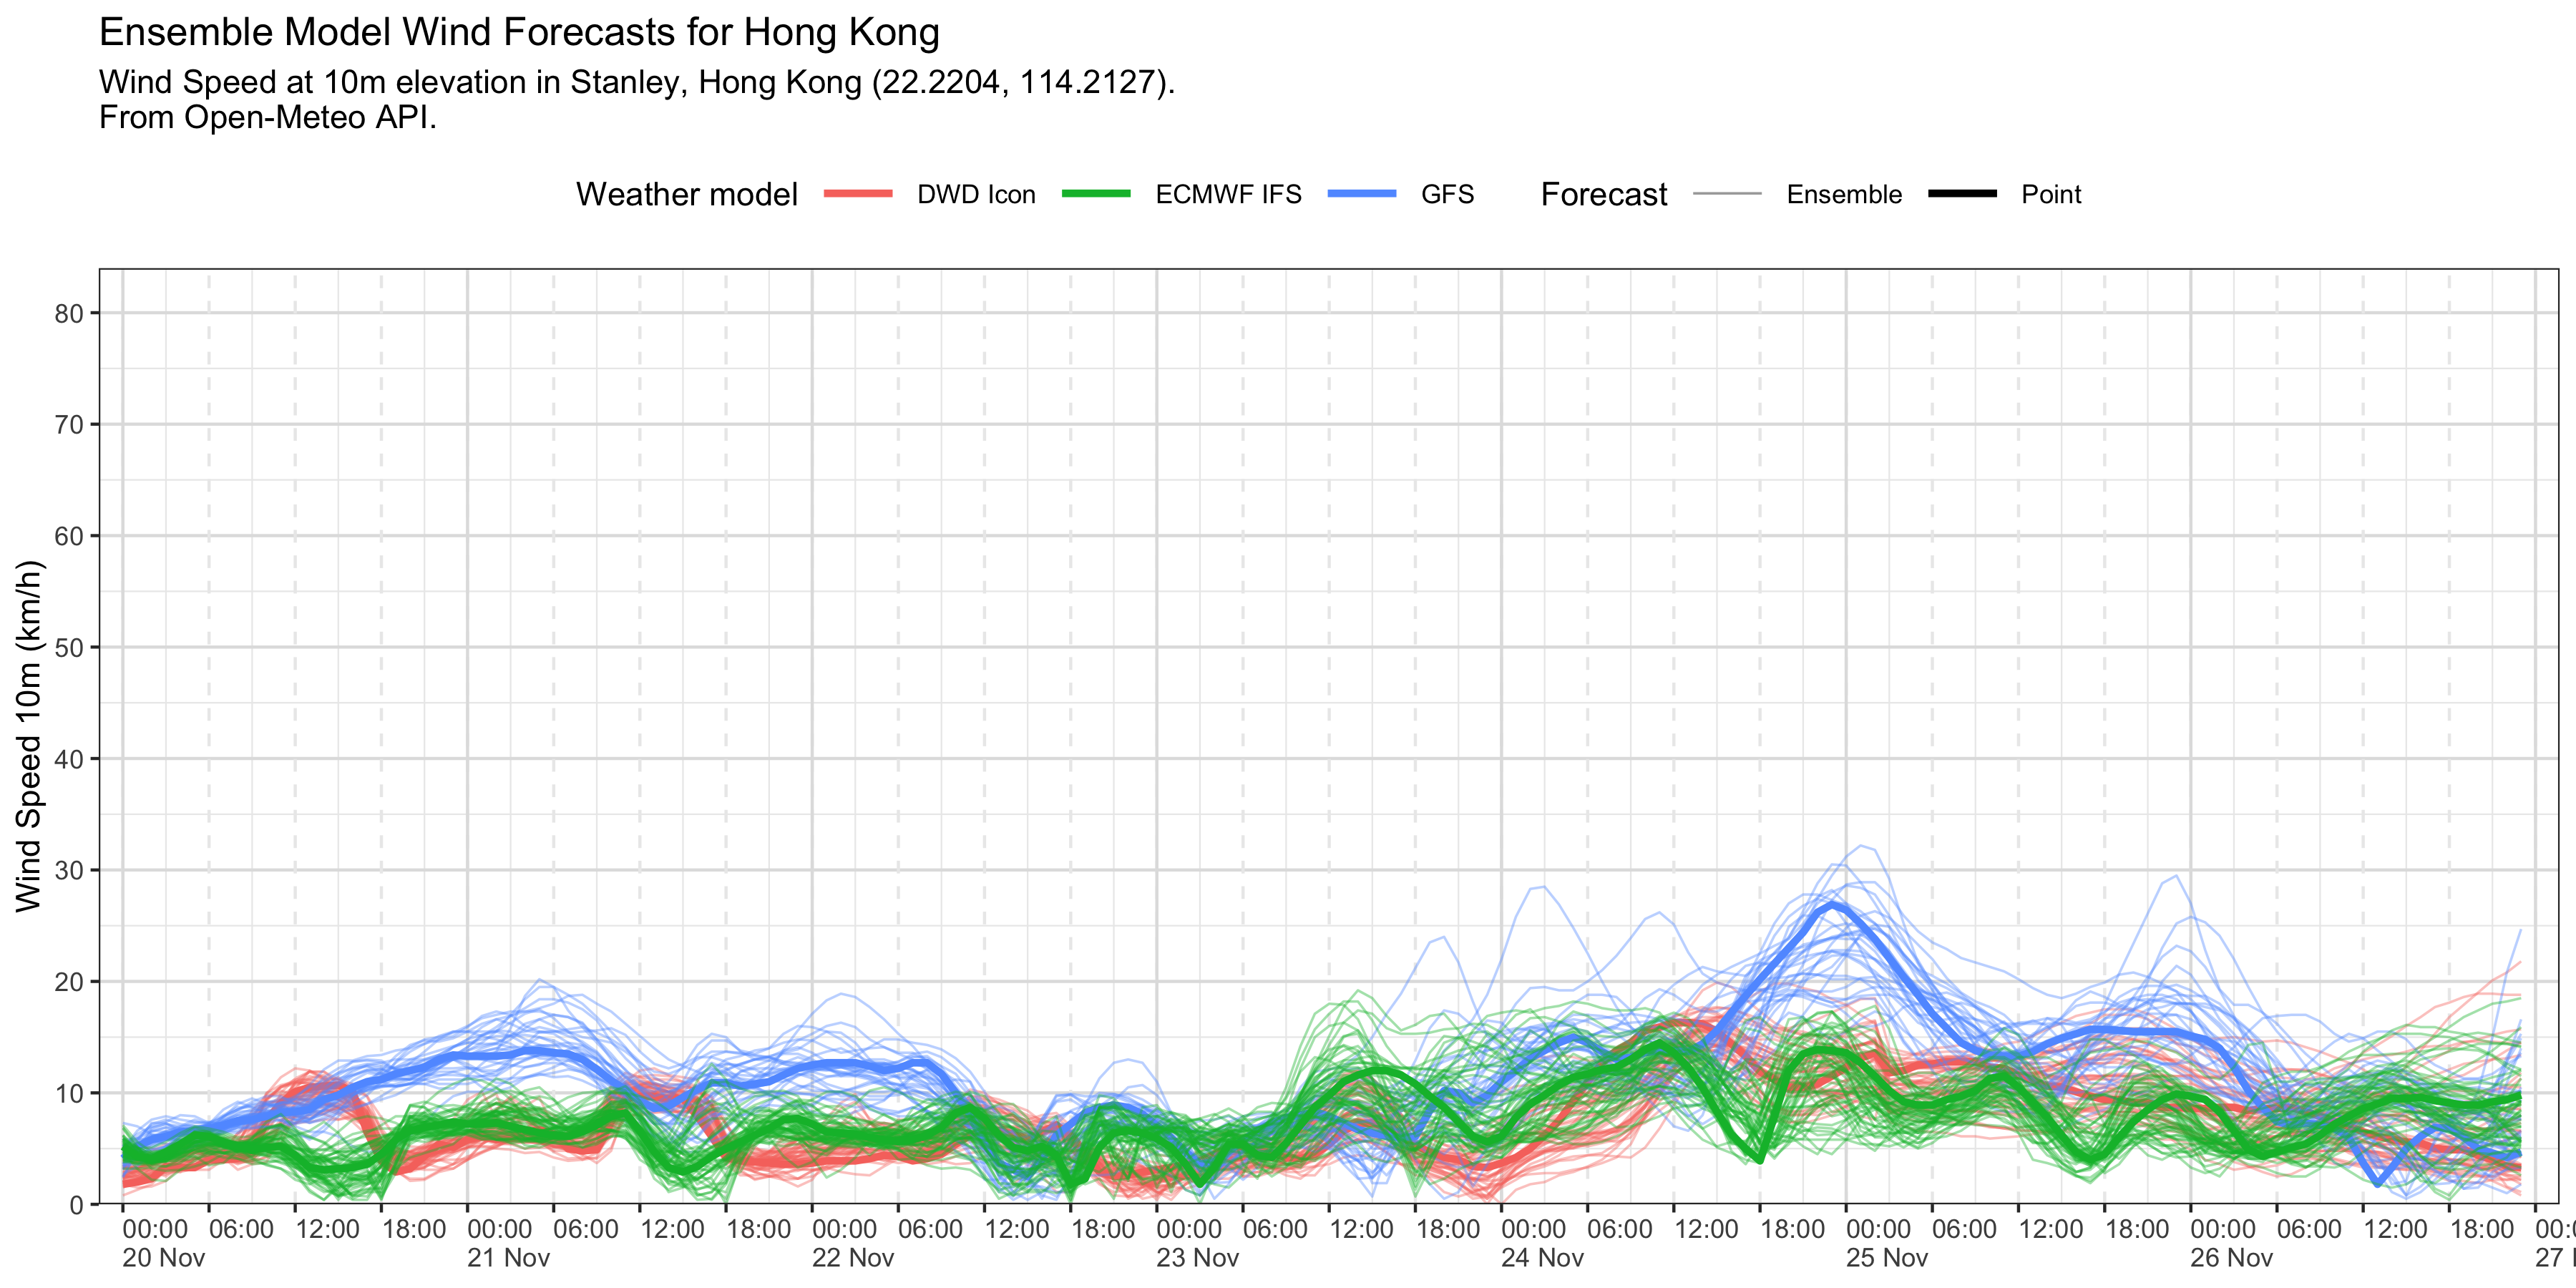 Ensemble Model Wind Forecasts for Hong Kong
Wind Speed at 10m elevation in Stanley, Hong Kong (22.2204, 114.2127).
From Open-Meteo API.
Weather model DWD Icon ECMWF IFS GFS Forecast Ensemble Point
Wind Speed 10m (km/h)
80
70
60
50
40
30
20
10
0
00:00 06:00 12:00 18:00 00:00 06:00 12:00 18:00 00:00 06:00 12:00 18:00 00:00 06:00 12:00 18:00 00:00 06:00 12:00 18:00 00:00 06:00 12:00 18:00 00:00 06:00 12:00 18:00 00:0
20 Nov 21 Nov 22 Nov 23 Nov 24 Nov 25 Nov 26 Nov 27